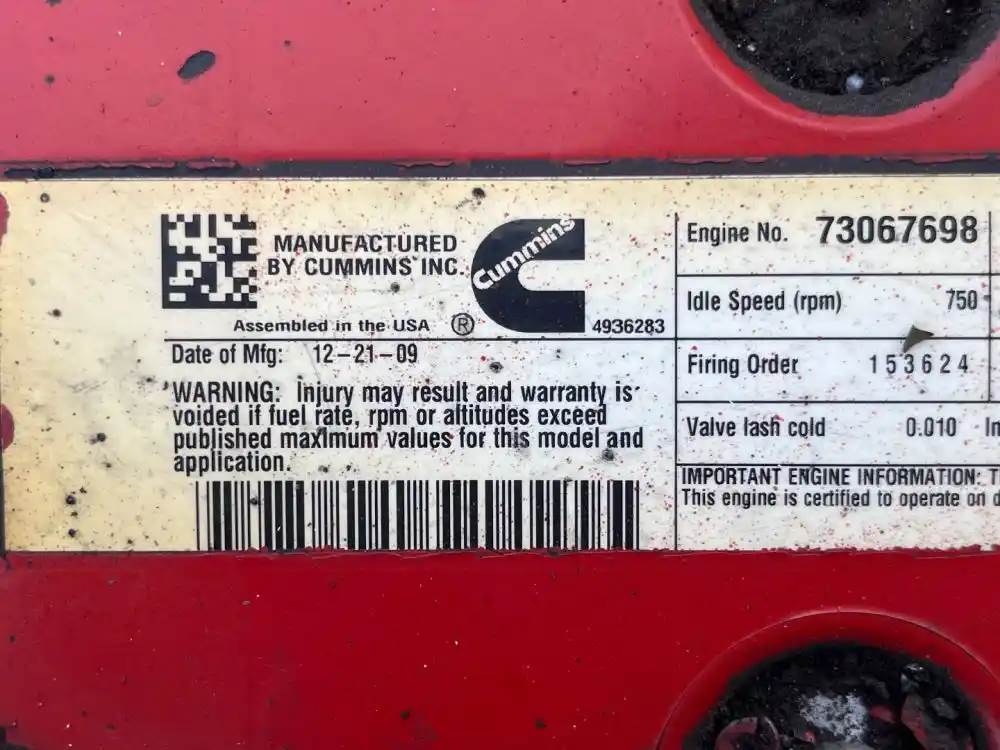 MANUFACTURED
BY CUMMINS INC.
Cummins
Assembled in the USA ®
4936283
Date of Mfg: 12-21-09
WARNING: Injury may result and warranty is
voided if fuel rate, rpm or altitudes exceed
published maximum values for this model and
application.
Engine No. 73067698
Idle Speed (rpm) 750
Firing Order 153624
Valve lash cold 0.010 In
IMPORTANT ENGINE INFORMATION: T
This engine is certified to operate on d